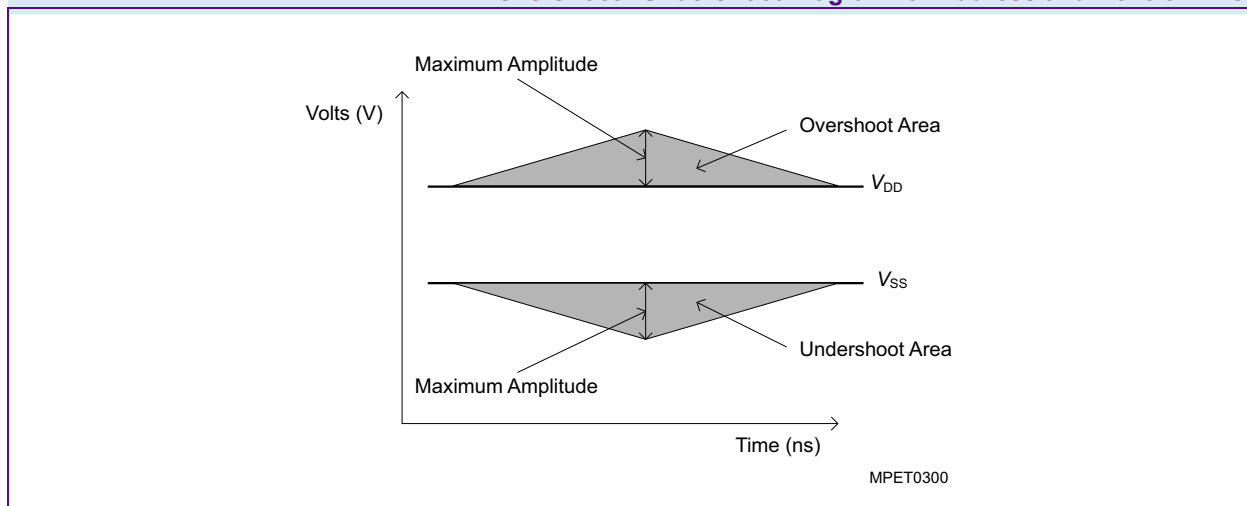 Maximum Amplitude
Volts (V)
Overshoot Area
VDD
VSS
Undershoot Area
Maximum Amplitude
Time (ns)
MPET0300